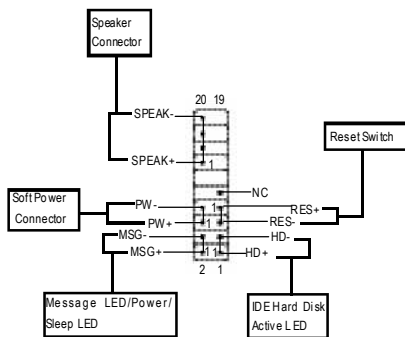 Speaker
Connector
20 19
SPEAK-
SPEAK+
1
Reset Switch
NC
Soft Power
Connector
PW-
PW+
1
1
RES+
RES-
MSG-
MSG+
1 1
HD-
HD+
2 1
Message LED/Power/
Sleep LED
IDE Hard Disk
Active LED